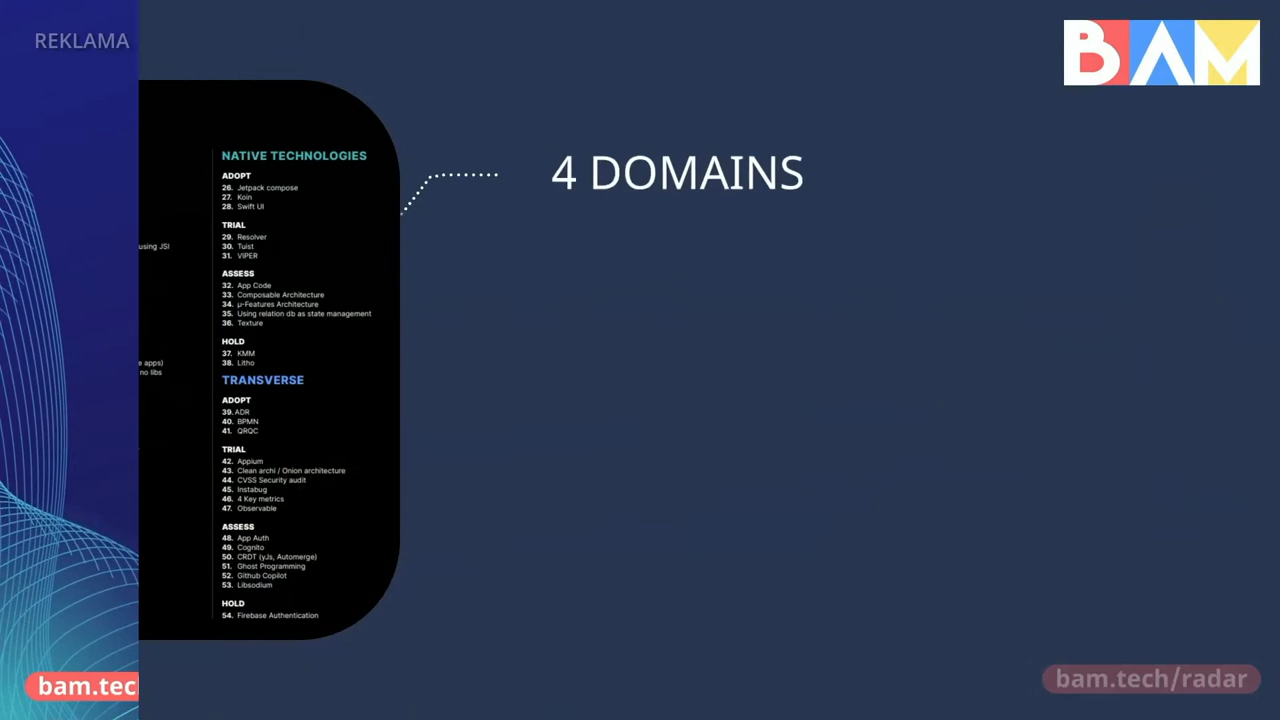 REKLAMA
BAM
4 DOMAINS
using JSI
e apps)
no libs
NATIVE TECHNOLOGIES
ADOPT
26. Jetpack compose
27. Koin
28. Swift UI
TRIAL
29. Resolver
30. Tuist
31. VIPER
ASSESS
32. App Code
33. Composable Architecture
34. µ-Features Architecture
35. Using relation db as state management
36. Texture
HOLD
37. KMM
38. Litho
TRANSVERSE
ADOPT
39. ADR
40. BPMN
41. QRQC
TRIAL
42. Appium
43. Clean archi / Onion architecture
44. CVSS Security audit
45. Instabug
46. 4 Key metrics
47. Observable
ASSESS
48. App Auth
49. Cognito
50. CRDT (yJs, Automerge)
51. Ghost Programming
52. Github Copilot
53. Libsodium
HOLD
54. Firebase Authentication
bam.tec
bam.tech/radar